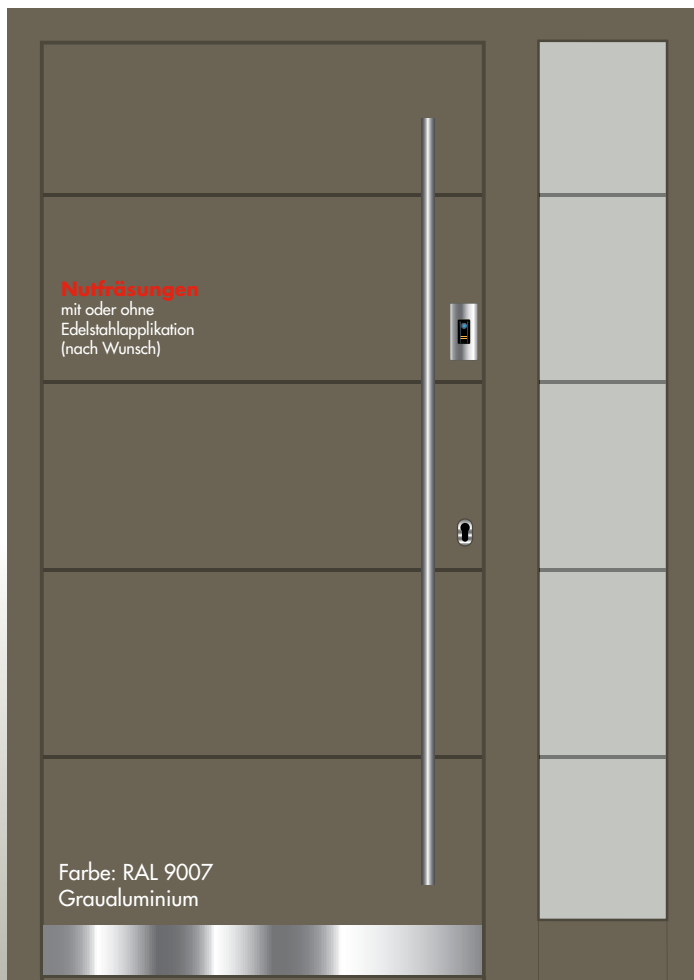 Nutfräsungen
mit oder ohne
Edelstahlapplikation
(nach Wunsch)
Farbe: RAL 9007
Graualuminium